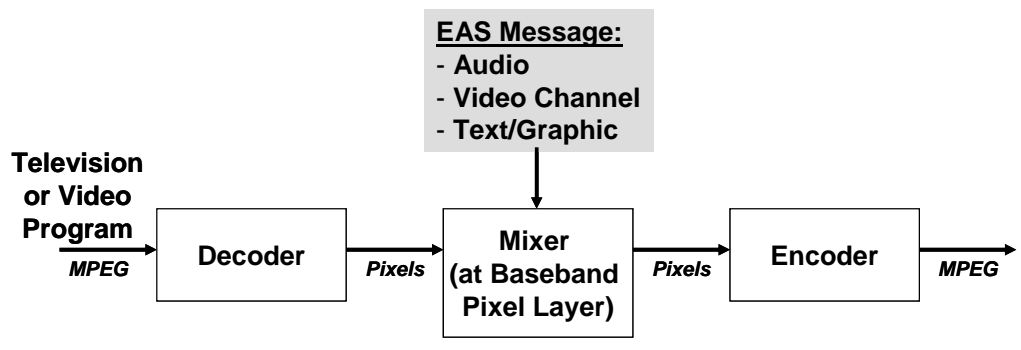 EAS Message:
- Audio
- Video Channel
- Text/Graphic
Television
or Video
Program
MPEG
Decoder
Pixels
Mixer
(at Baseband
Pixel Layer)
Pixels
Encoder
MPEG